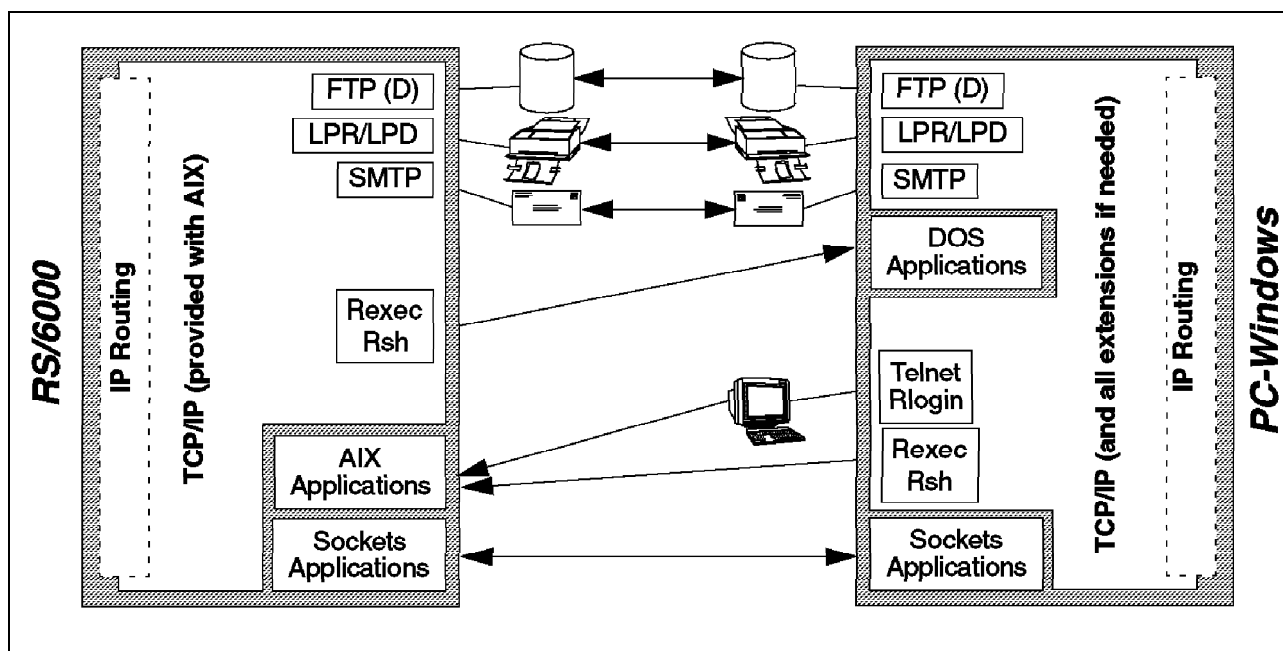 RS/6000
IP Routing
TCP/IP (provided with AIX)
FTP (D)
LPR/LPD
SMTP
Rexec
Rsh
AIX
Applications
Sockets
Applications
FTP (D)
LPR/LPD
SMTP
DOS
Applications
Telnet
Rlogin
Rexec
Rsh
Sockets
Applications
TCP/IP (and all extensions if needed)
IP Routing
PC-Windows